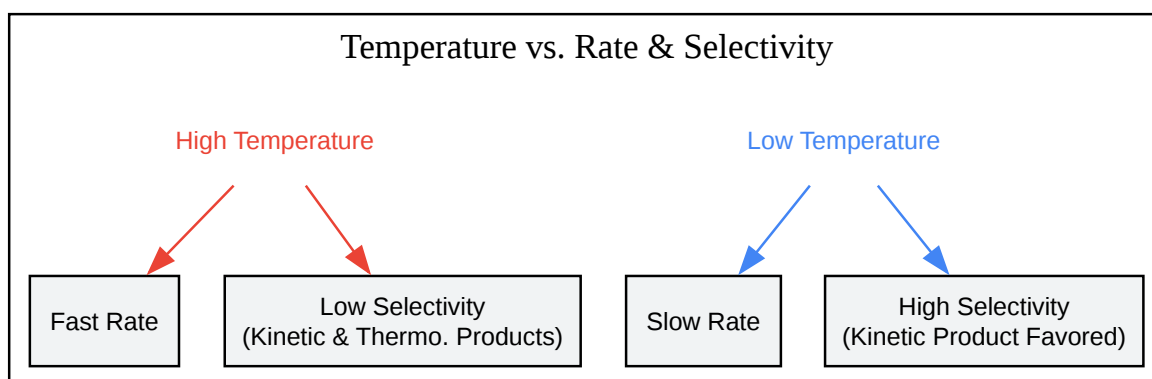 Temperature vs. Rate & Selectivity
High Temperature
Low Temperature
Fast Rate
Low Selectivity
(Kinetic & Thermo. Products)
Slow Rate
High Selectivity
(Kinetic Product Favored)